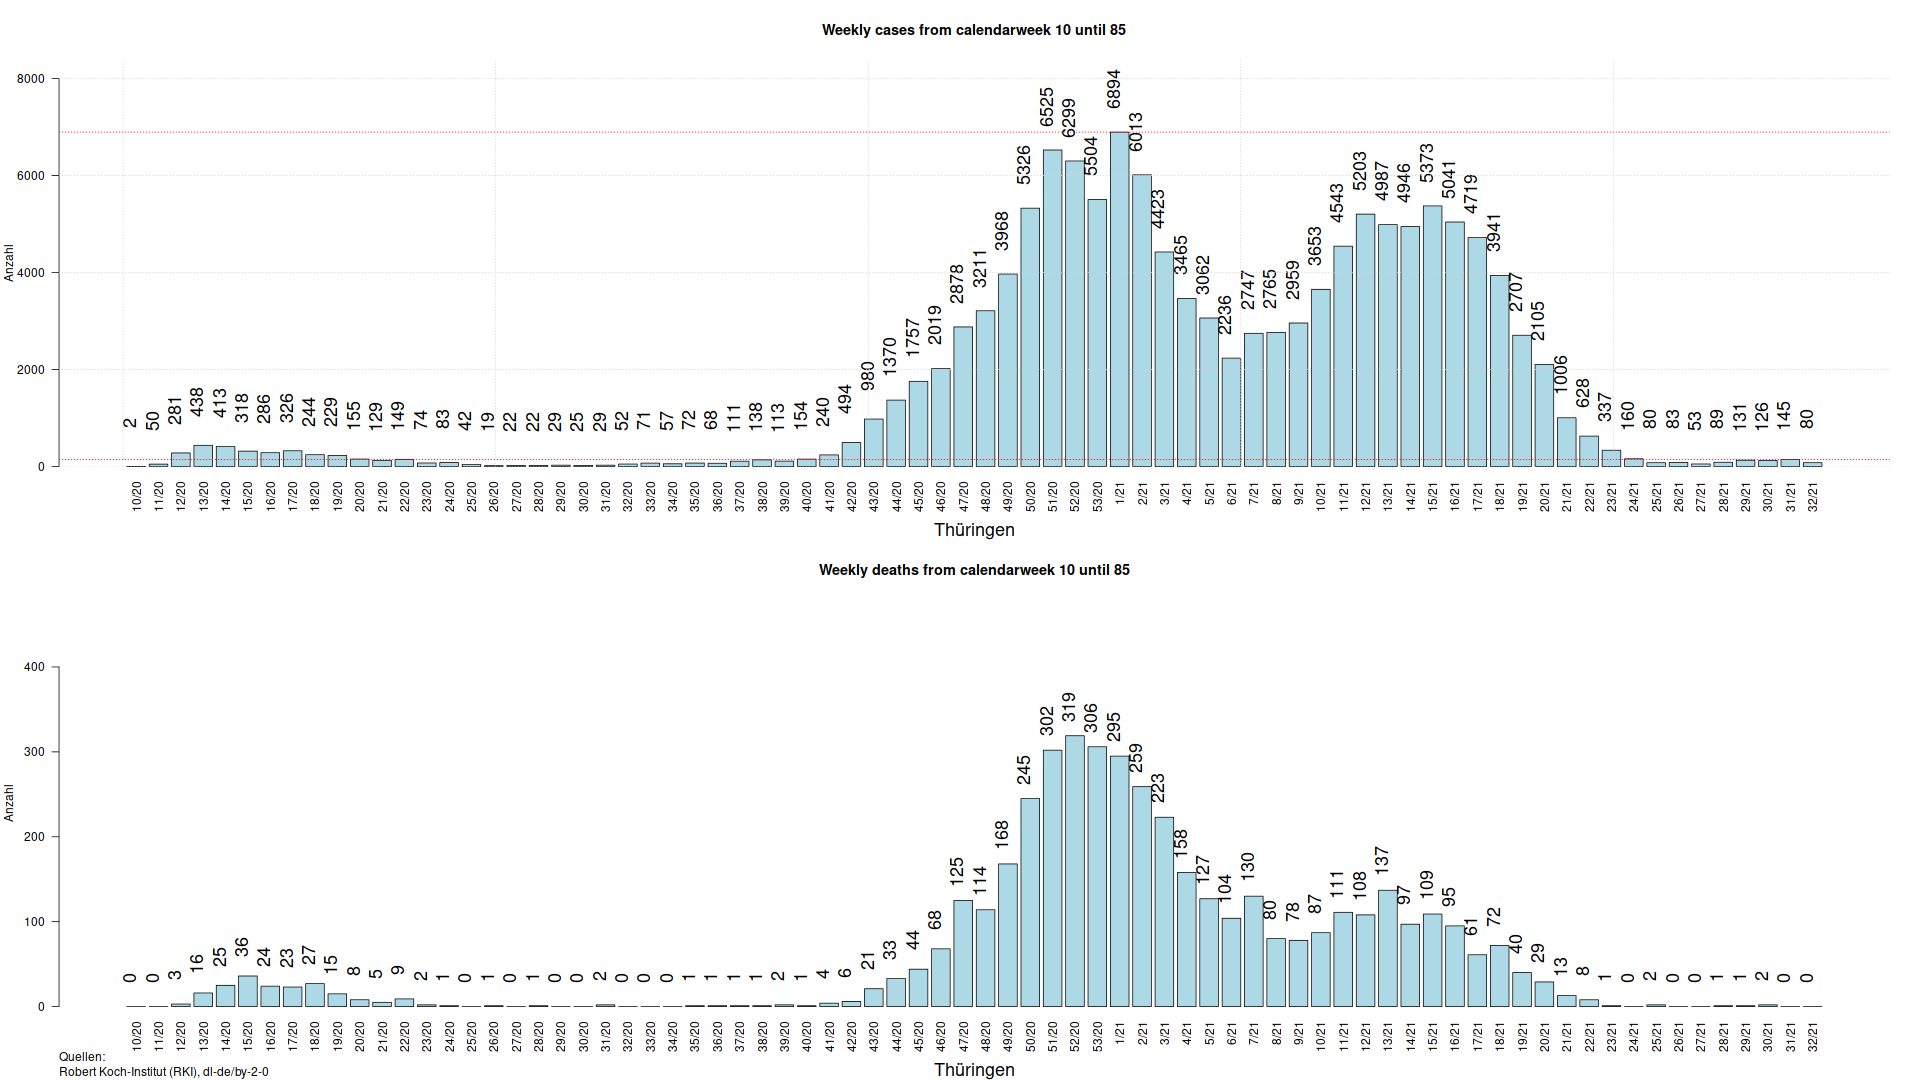 Weekly cases from calendarweek 10 until 85
Anzahl
8000
6000
4000
2000
0
2 50 281 438 413 318 286 326 244 229 155 129 149 74 83 42 19 22 22 29 25 29 52 71 57 72 68 111 138 113 154 240 494 980 1370 1757 2019 2878 3211 3968 5326 6525 6299 5504 6894 6013 4423 3465 3062 2236 2747 2765 2959 3653 4543 5203 4987 4946 5373 5041 4719 3941 2707 2105 1006 628 337 160 80 83 53 89 131 126 145 80
10/20 11/20 12/20 13/20 14/20 15/20 16/20 17/20 18/20 19/20 20/20 21/20 22/20 23/20 24/20 25/20 26/20 27/20 28/20 29/20 30/20 31/20 32/20 33/20 34/20 35/20 36/20 37/20 38/20 39/20 40/20 41/20 42/20 43/20 44/20 45/20 46/20 47/20 48/20 49/20 50/20 51/20 52/20 53/20 1/21 2/21 3/21 4/21 5/21 6/21 7/21 8/21 9/21 10/21 11/21 12/21 13/21 14/21 15/21 16/21 17/21 18/21 19/21 20/21 21/21 22/21 23/21 24/21 25/21 26/21 27/21 28/21 29/21 30/21 31/21 32/21
Thüringen
Weekly deaths from calendarweek 10 until 85
Anzahl
400
300
200
100
0
0 0 3 16 25 36 24 23 27 15 8 5 9 2 1 0 1 0 1 0 0 2 0 0 0 1 1 1 1 2 1 4 6 21 33 44 68 125 114 168 245 302 319 306 295 259 223 158 127 104 130 80 78 87 111 108 137 97 109 95 61 72 40 29 13 8 1 0 2 0 0 1 1 2 0 0
10/20 11/20 12/20 13/20 14/20 15/20 16/20 17/20 18/20 19/20 20/20 21/20 22/20 23/20 24/20 25/20 26/20 27/20 28/20 29/20 30/20 31/20 32/20 33/20 34/20 35/20 36/20 37/20 38/20 39/20 40/20 41/20 42/20 43/20 44/20 45/20 46/20 47/20 48/20 49/20 50/20 51/20 52/20 53/20 1/21 2/21 3/21 4/21 5/21 6/21 7/21 8/21 9/21 10/21 11/21 12/21 13/21 14/21 15/21 16/21 17/21 18/21 19/21 20/21 21/21 22/21 23/21 24/21 25/21 26/21 27/21 28/21 29/21 30/21 31/21 32/21
Thüringen
Quellen:
Robert Koch-Institut (RKI), dl-de/by-2-0